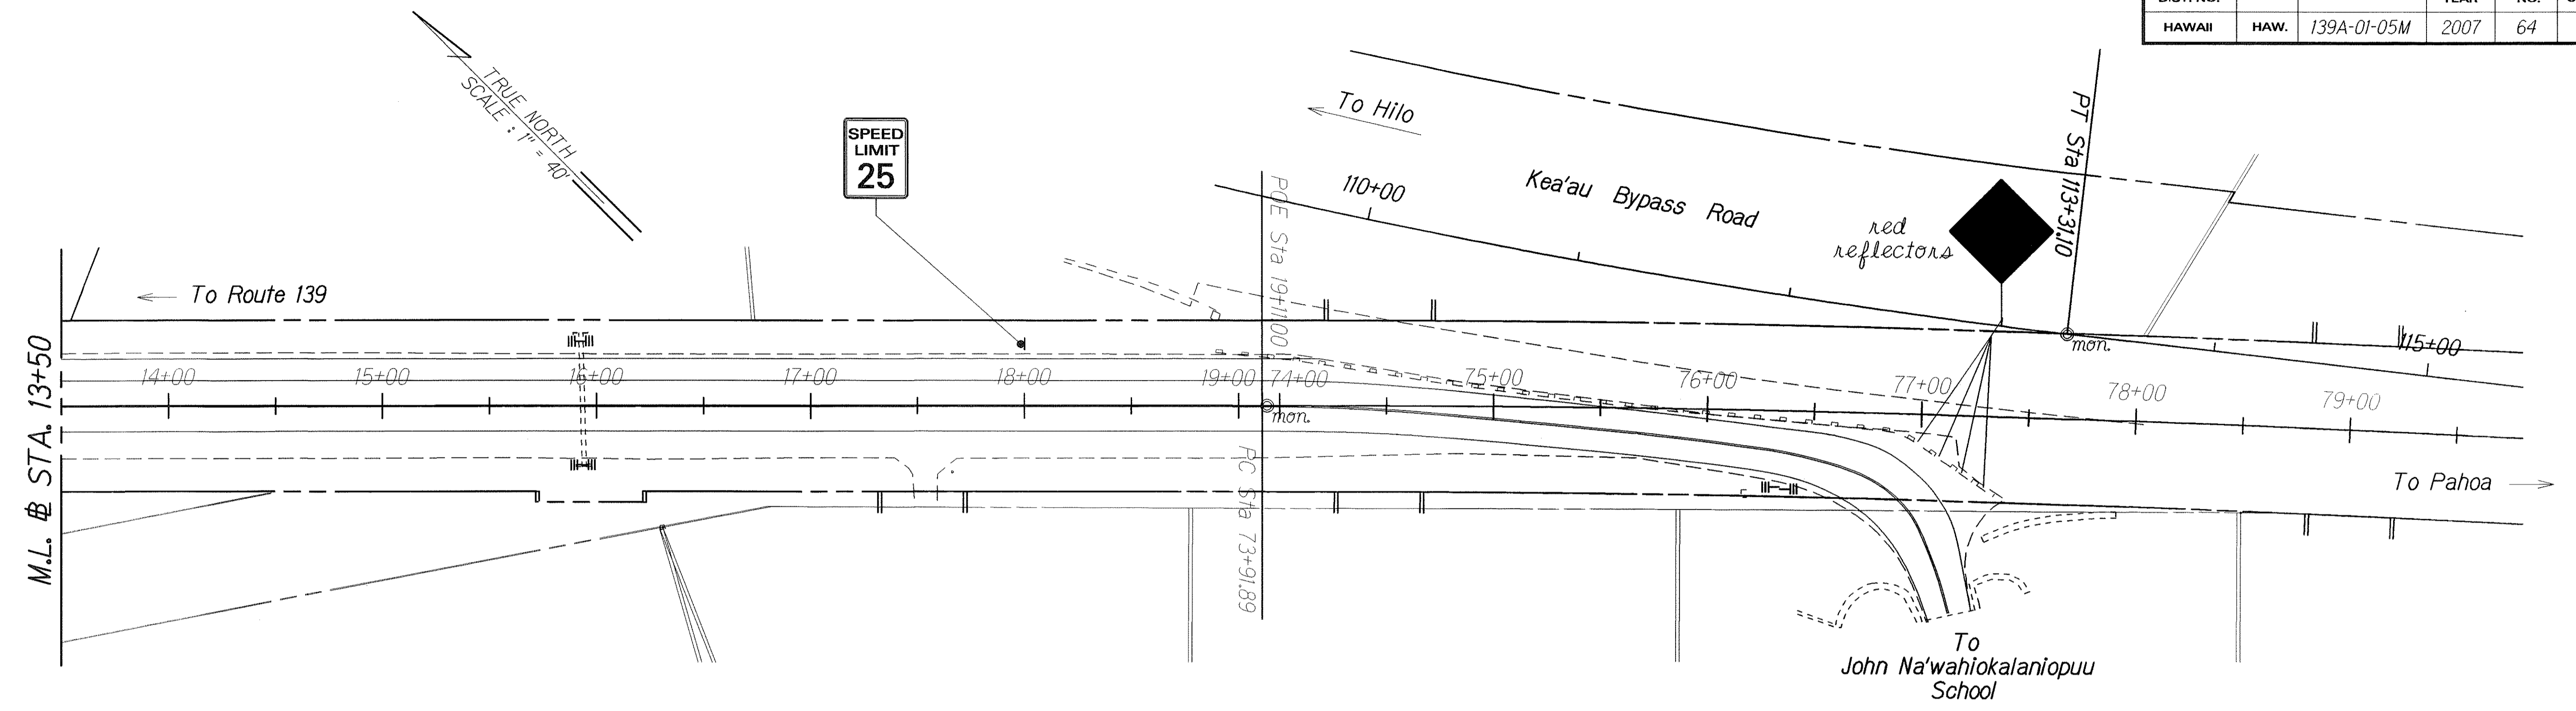 HAWAII HAW. 139A-01-05M 2007 64
TRUE NORTH
SCALE : 1" = 40'
SPEED
LIMIT
25
To Hilo
110+00
Kea'au Bypass Road
red
reflectors
PT Sta 113+31.10
mon.
115+00
To Route 139
M.L. ⅊ STA. 13+50
14+00 15+00 16+00 17+00 18+00 19+00 74+00 75+00 76+00 77+00 78+00 79+00
POE Sta 19+11.00
mon.
PC Sta 73+91.89
To Pahoa
To
John Na'wahiokalaniopuu
School